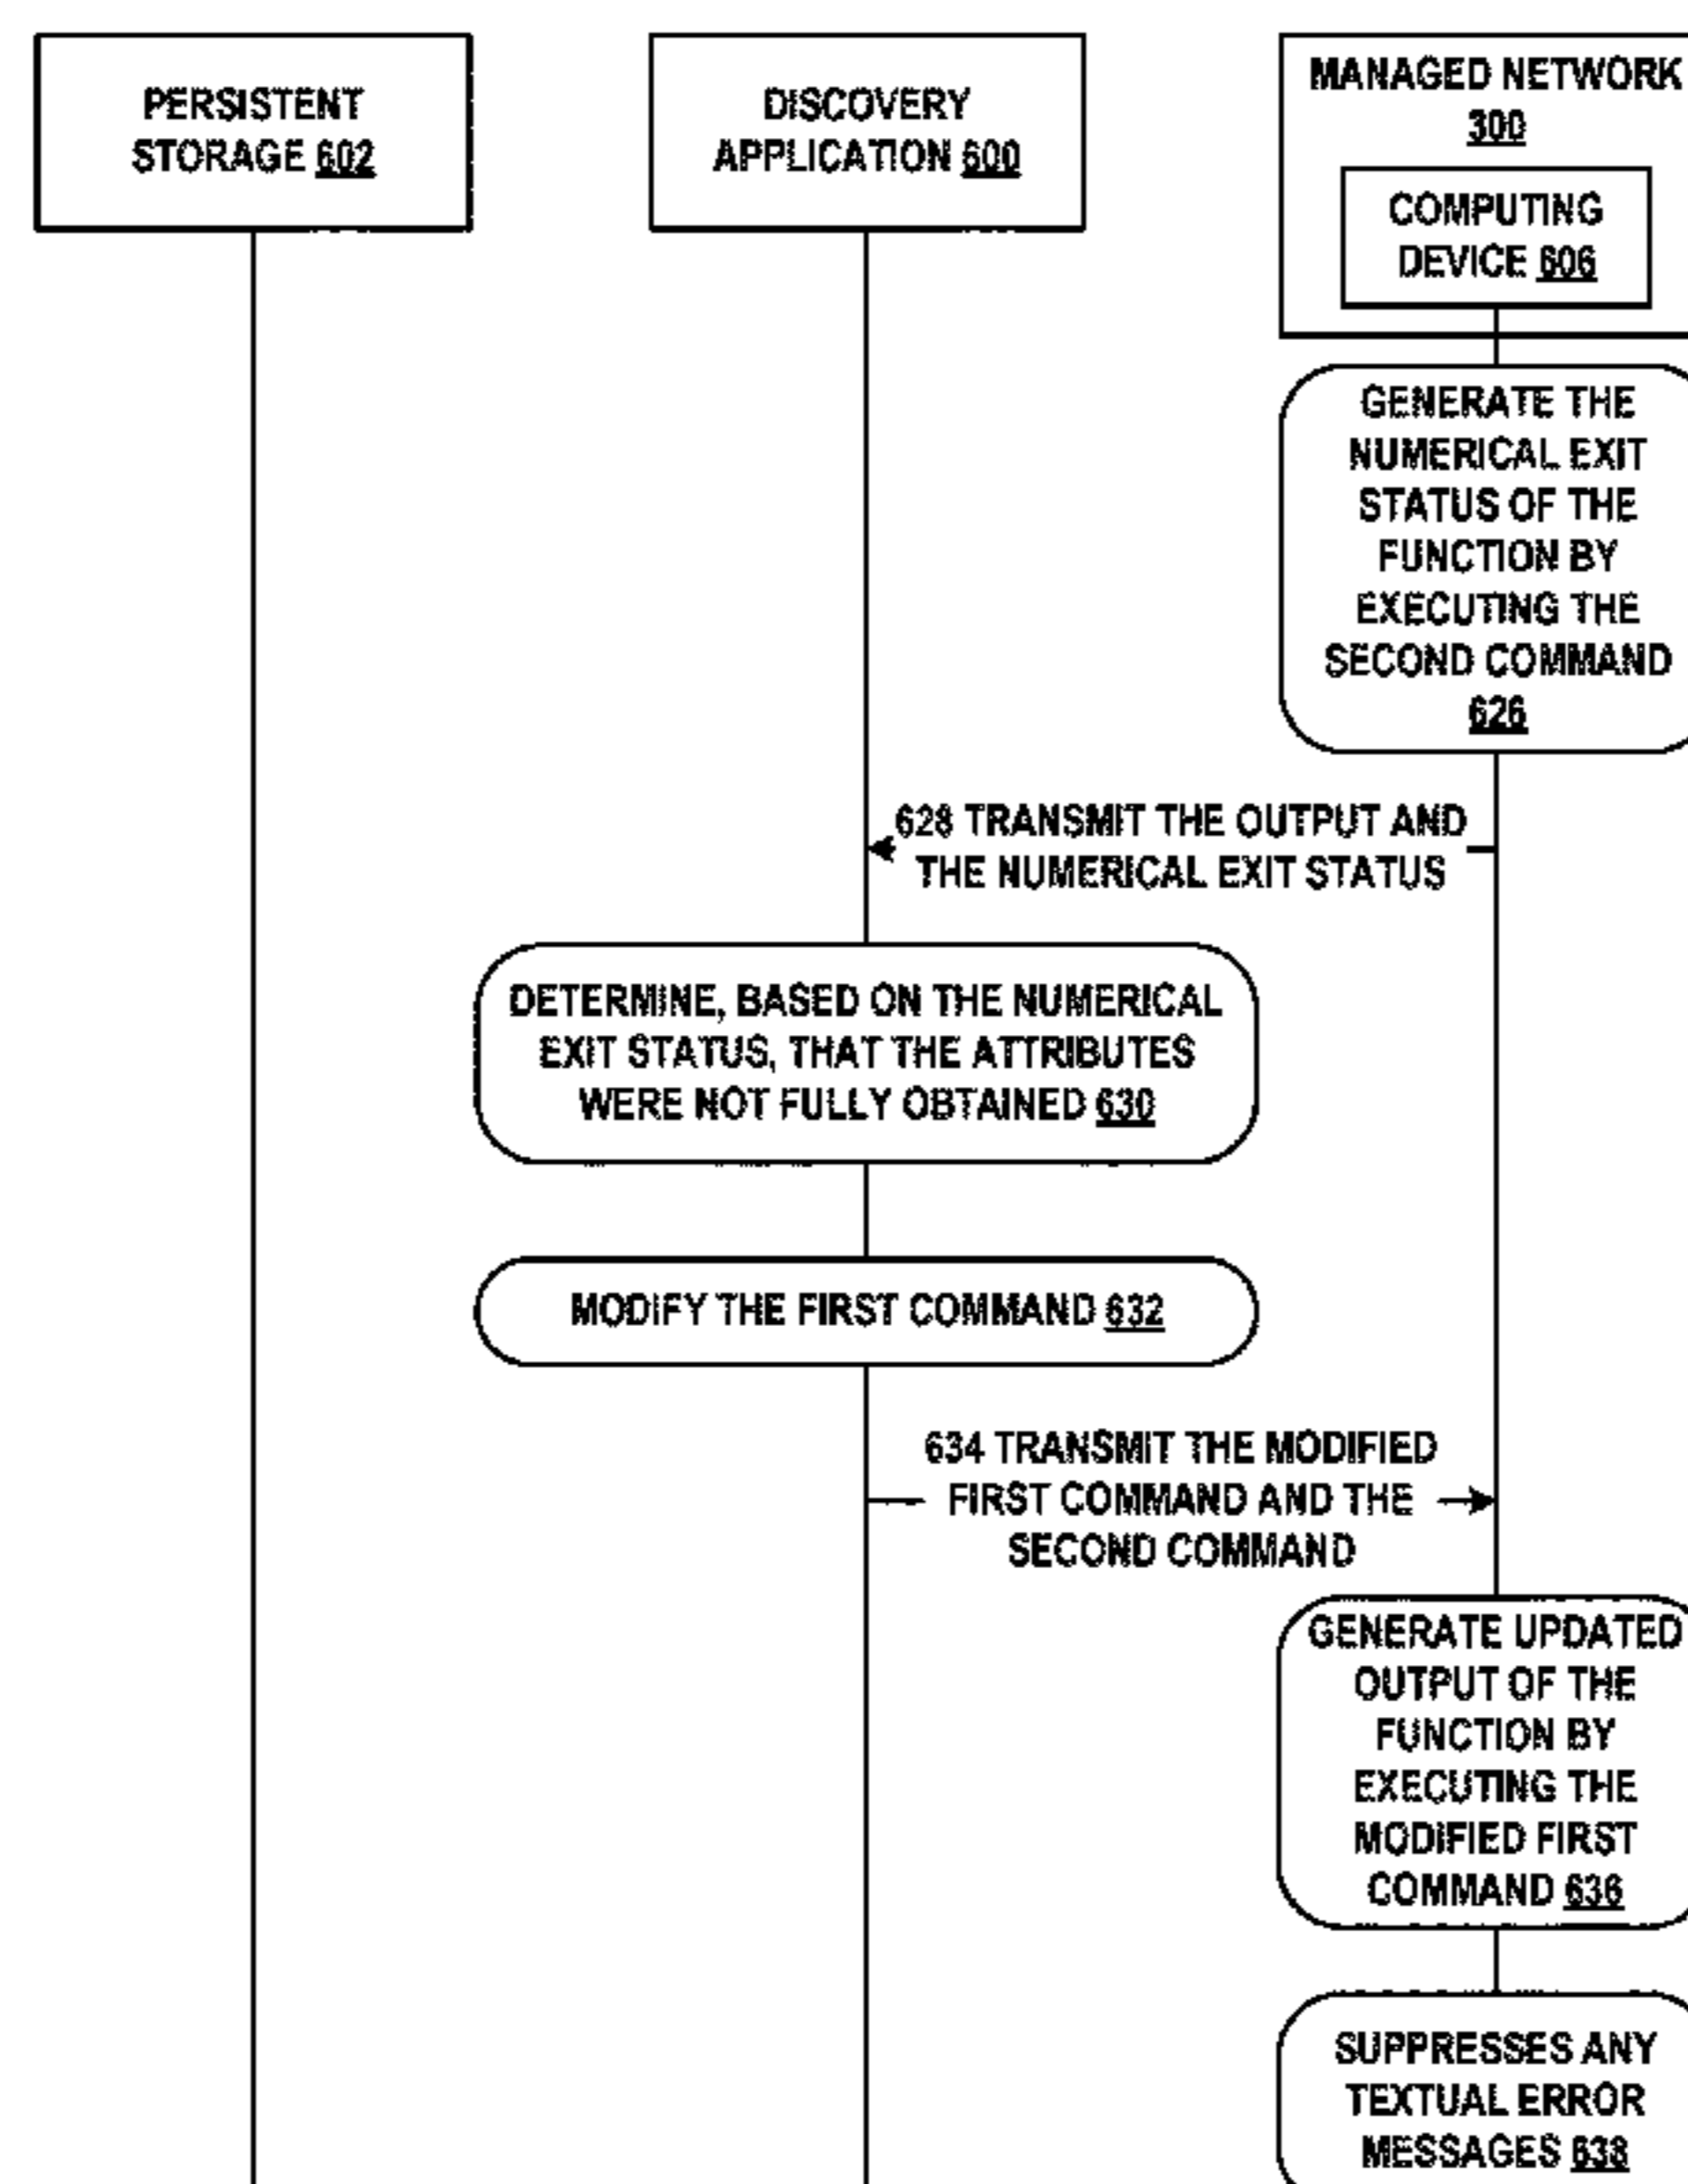 PERSISTENT
STORAGE 602
DISCOVERY
APPLICATION 600
MANAGED NETWORK
300
COMPUTING
DEVICE 606
GENERATE THE
NUMERICAL EXIT
STATUS OF THE
FUNCTION BY
EXECUTING THE
SECOND COMMAND
626
628 TRANSMIT THE OUTPUT AND
THE NUMERICAL EXIT STATUS
DETERMINE, BASED ON THE NUMERICAL
EXIT STATUS, THAT THE ATTRIBUTES
WERE NOT FULLY OBTAINED 630
MODIFY THE FIRST COMMAND 632
634 TRANSMIT THE MODIFIED
FIRST COMMAND AND THE
SECOND COMMAND
GENERATE UPDATED
OUTPUT OF THE
FUNCTION BY
EXECUTING THE
MODIFIED FIRST
COMMAND 636
SUPPRESSES ANY
TEXTUAL ERROR
MESSAGES 638